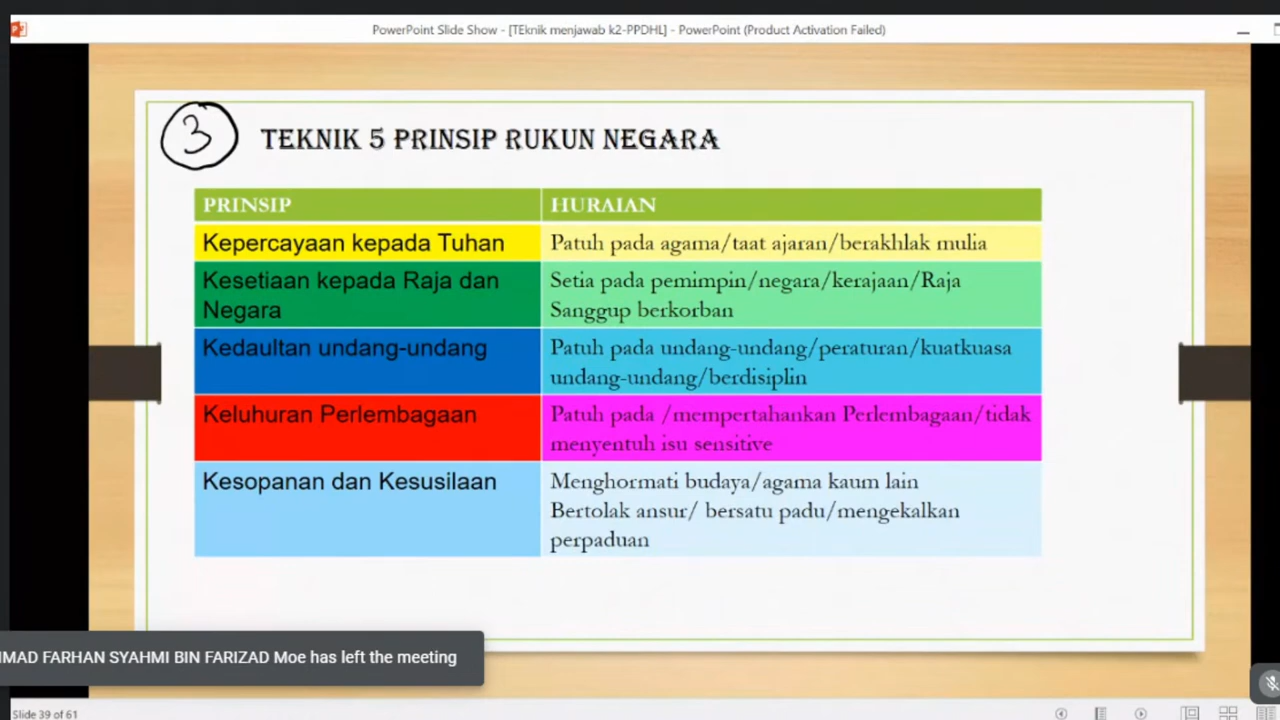 PowerPoint Slide Show - [TEknik menjawab k2-PPDHL] - PowerPoint (Product Activation Failed)
3
TEKNIK 5 PRINSIP RUKUN NEGARA
PRINSIP HURAIAN
Kepercayaan kepada Tuhan Patuh pada agama/taat ajaran/berakhlak mulia
Kesetiaan kepada Raja dan Setia pada pemimpin/negara/kerajaan/Raja
Negara Sanggup berkorban
Kedaultan undang-undang Patuh pada undang-undang/peraturan/kuatkuasa
undang-undang/berdisiplin
Keluhuran Perlembagaan Patuh pada /mempertahankan Perlembagaan/tidak
menyentuh isu sensitive
Kesopanan dan Kesusilaan Menghormati budaya/agama kaum lain
Bertolak ansur/ bersatu padu/mengekalkan
perpaduan
MAD FARHAN SYAHMI BIN FARIZAD Moe has left the meeting
Slide 39 of 61